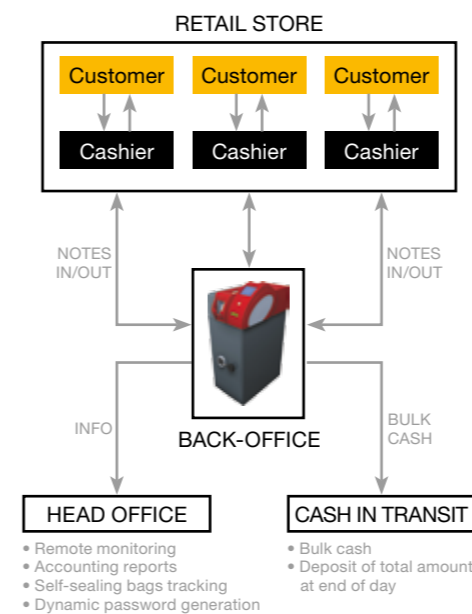 RETAIL STORE
Customer Customer Customer
Cashier Cashier Cashier
NOTES
IN/OUT
NOTES
IN/OUT
BACK-OFFICE
INFO
BULK
CASH
HEAD OFFICE
• Remote monitoring
• Accounting reports
• Self-sealing bags tracking
• Dynamic password generation
CASH IN TRANSIT
• Bulk cash
• Deposit of total amount
at end of day